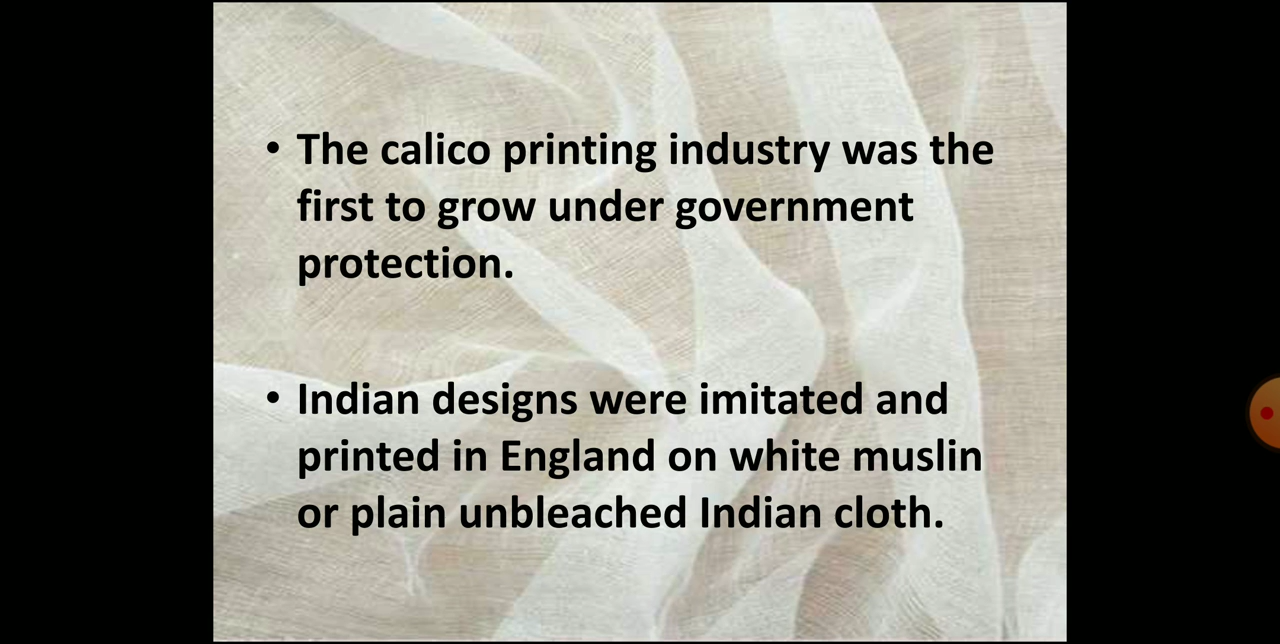 • The calico printing industry was the
first to grow under government
protection.
• Indian designs were imitated and
printed in England on white muslin
or plain unbleached Indian cloth.